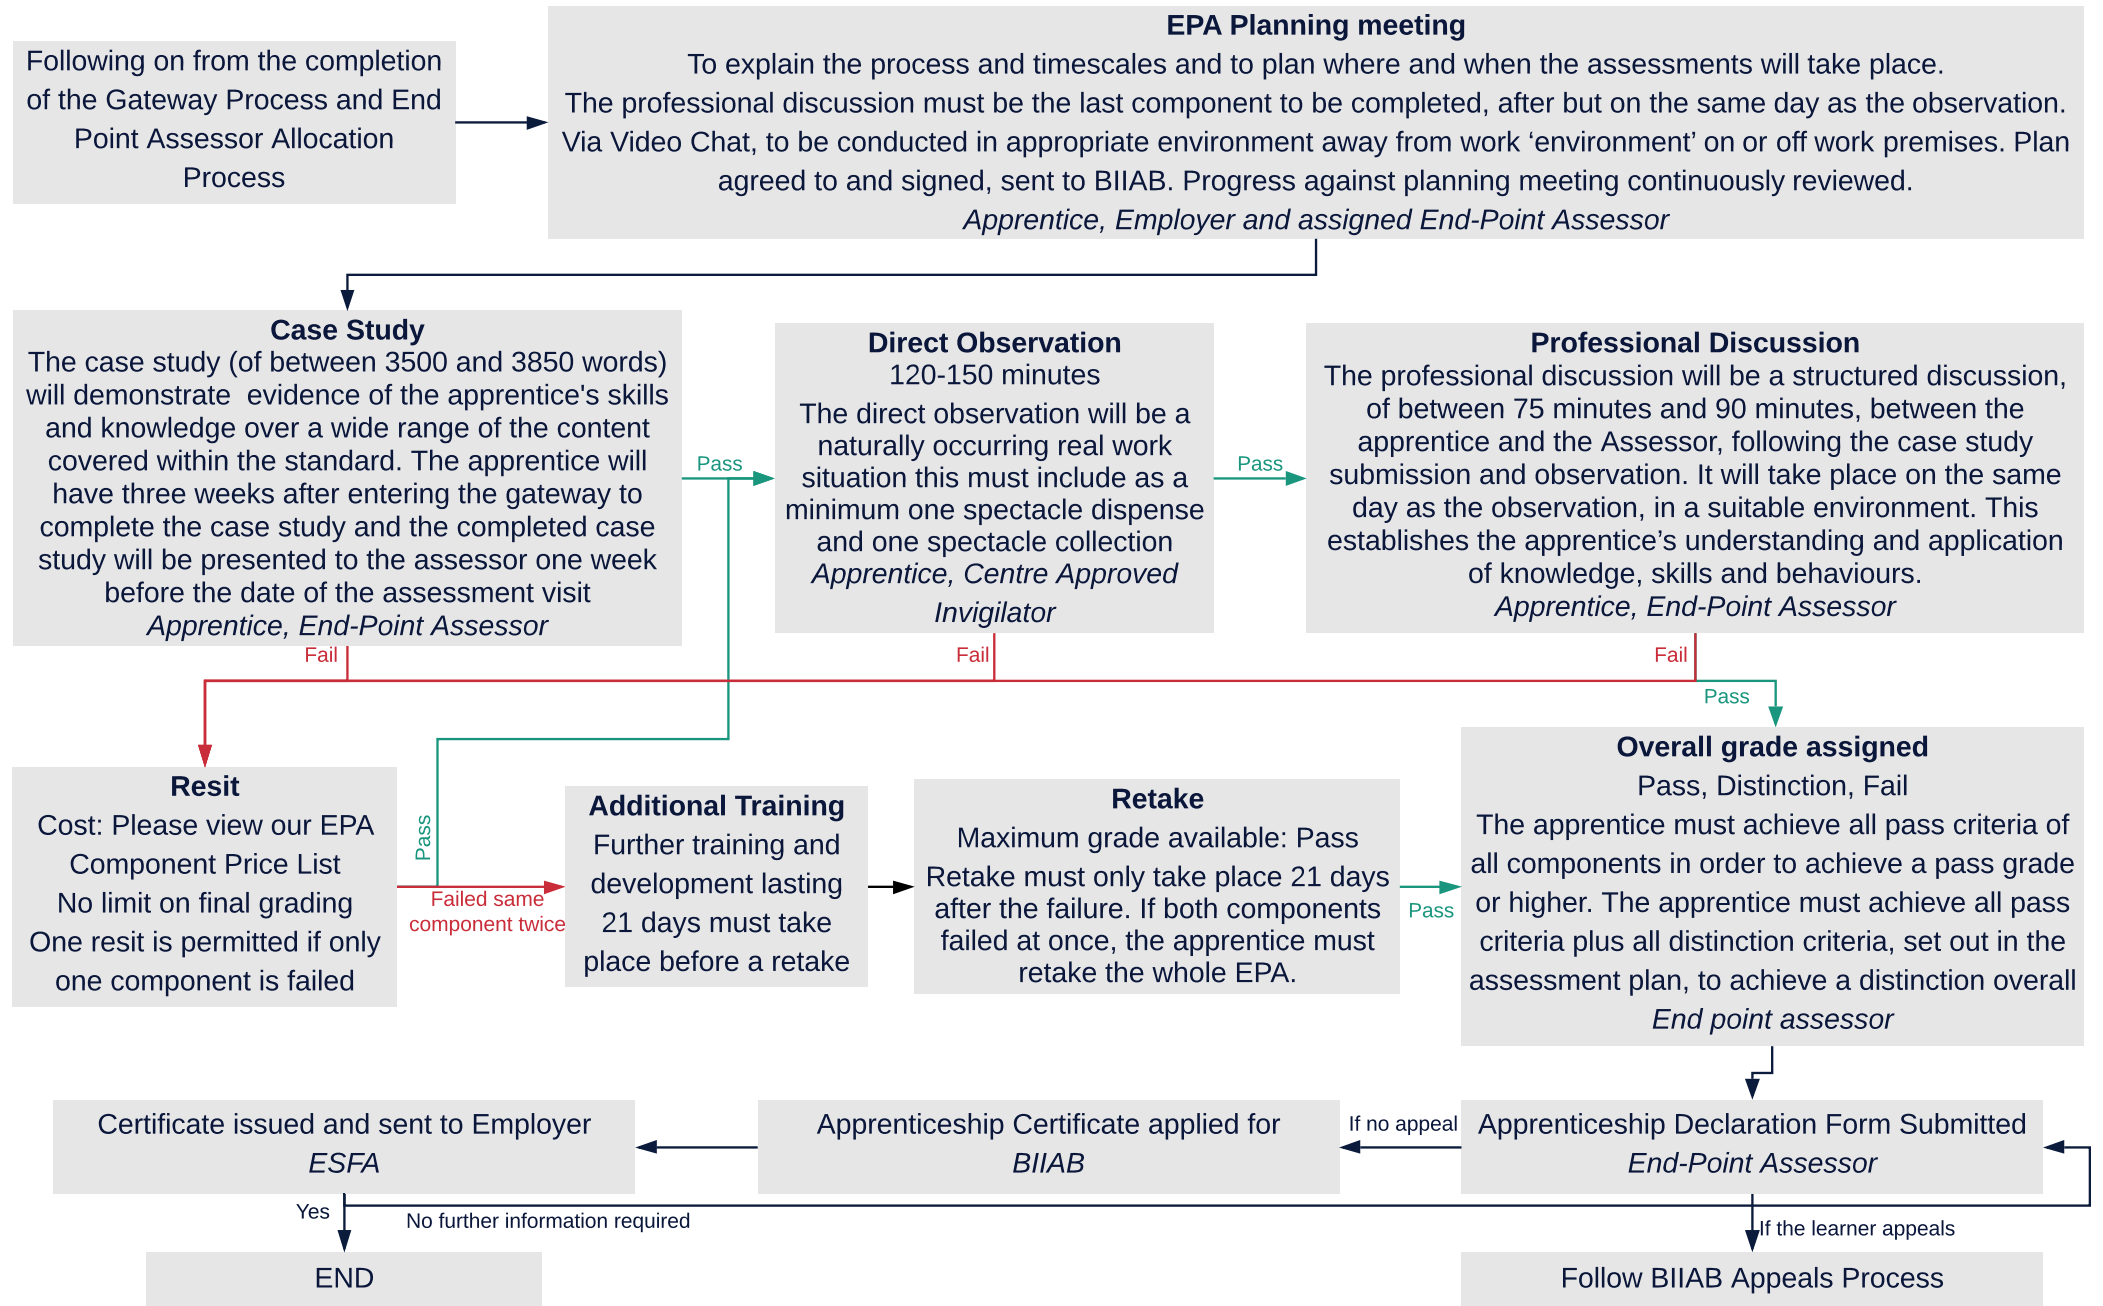 Following on from the completion
of the Gateway Process and End
Point Assessor Allocation
Process
EPA Planning meeting
To explain the process and timescales and to plan where and when the assessments will take place.
The professional discussion must be the last component to be completed, after but on the same day as the observation.
Via Video Chat, to be conducted in appropriate environment away from work ‘environment’ on or off work premises. Plan
agreed to and signed, sent to BIIAB. Progress against planning meeting continuously reviewed.
Apprentice, Employer and assigned End-Point Assessor
Case Study
The case study (of between 3500 and 3850 words)
will demonstrate  evidence of the apprentice's skills
and knowledge over a wide range of the content
covered within the standard. The apprentice will
have three weeks after entering the gateway to
complete the case study and the completed case
study will be presented to the assessor one week
before the date of the assessment visit
Apprentice, End-Point Assessor
Pass
Direct Observation
120-150 minutes
The direct observation will be a
naturally occurring real work
situation this must include as a
minimum one spectacle dispense
and one spectacle collection
Apprentice, Centre Approved
Invigilator
Pass
Professional Discussion
The professional discussion will be a structured discussion,
of between 75 minutes and 90 minutes, between the
apprentice and the Assessor, following the case study
submission and observation. It will take place on the same
day as the observation, in a suitable environment. This
establishes the apprentice’s understanding and application
of knowledge, skills and behaviours.
Apprentice, End-Point Assessor
Fail
Fail
Fail
Pass
Resit
Cost: Please view our EPA
Component Price List
No limit on final grading
One resit is permitted if only
one component is failed
Pass
Failed same
component twice
Additional Training
Further training and
development lasting
21 days must take
place before a retake
Retake
Maximum grade available: Pass
Retake must only take place 21 days
after the failure. If both components
failed at once, the apprentice must
retake the whole EPA.
Pass
Overall grade assigned
Pass, Distinction, Fail
The apprentice must achieve all pass criteria of
all components in order to achieve a pass grade
or higher. The apprentice must achieve all pass
criteria plus all distinction criteria, set out in the
assessment plan, to achieve a distinction overall
End point assessor
Certificate issued and sent to Employer
ESFA
Apprenticeship Certificate applied for
BIIAB
If no appeal
Apprenticeship Declaration Form Submitted
End-Point Assessor
Yes
No further information required
If the learner appeals
END
Follow BIIAB Appeals Process